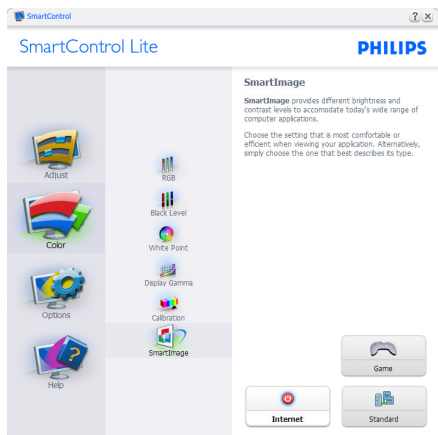 SmartControl
SmartControl Lite
PHILIPS
Adjust
Color
Options
Help
RGB
Black Level
White Point
Display Gamma
Calibration
SmartImage
SmartImage
SmartImage provides different brightness and
contrast levels to accomodate today's wide range of
computer applications.
Choose the setting that is most comfortable or
efficient when viewing your application. Alternatively,
simply choose the one that best describes its type.
Game
Internet
Standard